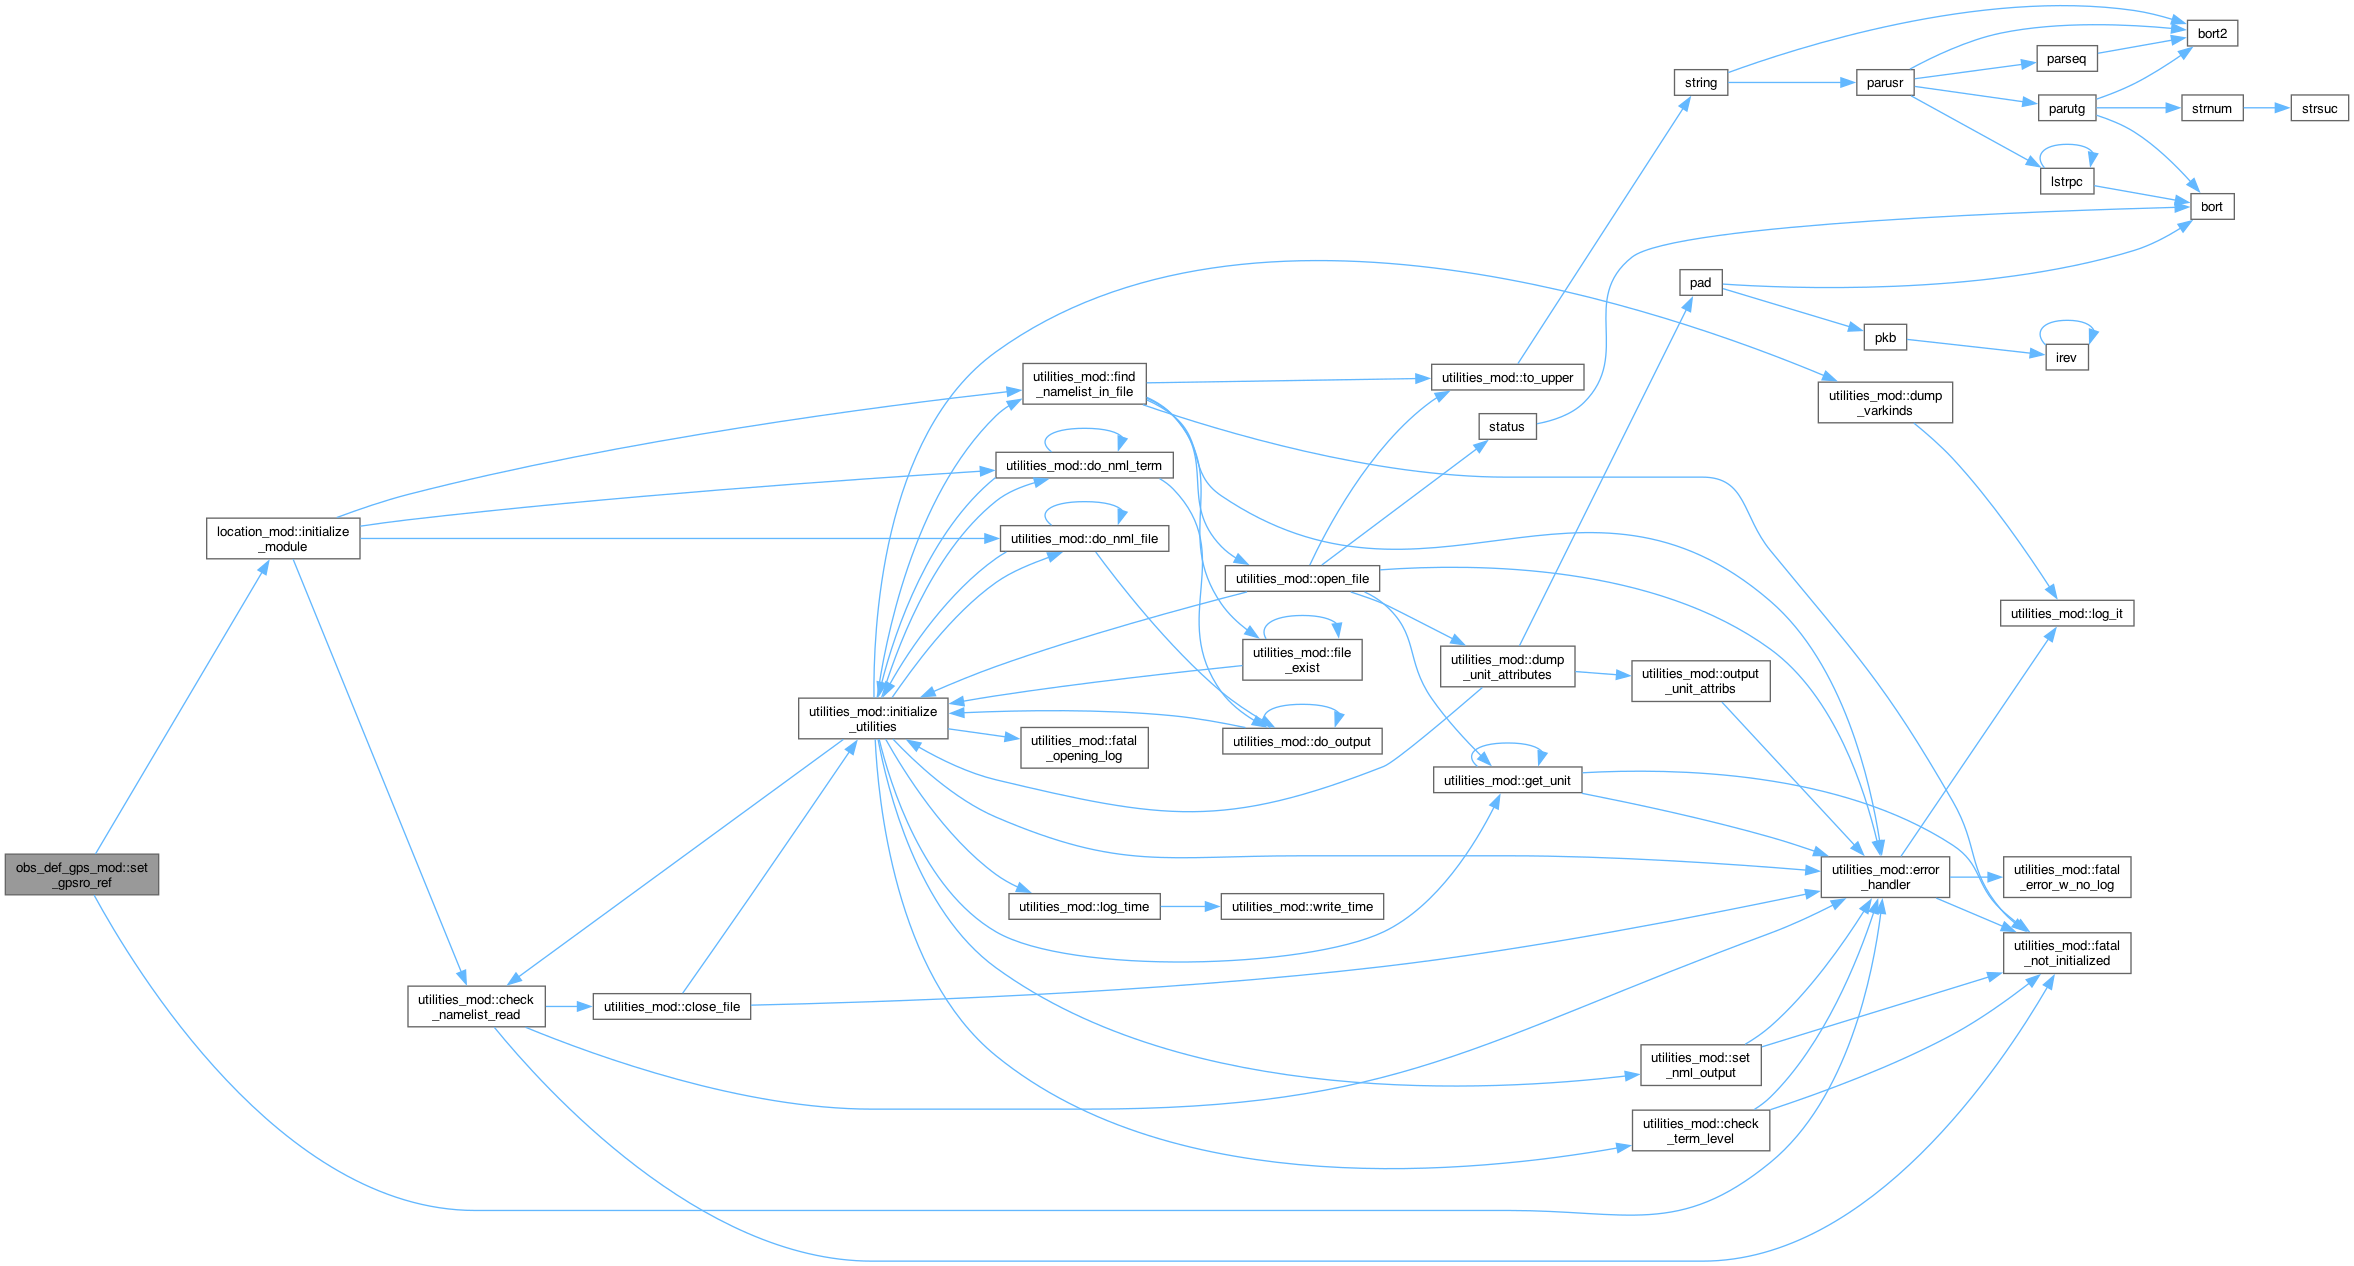 obs_def_gps_mod::set
_gpsro_ref
location_mod::initialize
_module
utilities_mod::check
_namelist_read
utilities_mod::close_file
utilities_mod::initialize
_utilities
utilities_mod::find
_namelist_in_file
utilities_mod::do_nml_term
utilities_mod::do_nml_file
utilities_mod::fatal
_opening_log
utilities_mod::log_time
utilities_mod::open_file
utilities_mod::file
_exist
utilities_mod::do_output
utilities_mod::write_time
utilities_mod::to_upper
status
utilities_mod::dump
_unit_attributes
utilities_mod::get_unit
string
pad
utilities_mod::output
_unit_attribs
utilities_mod::set
_nml_output
utilities_mod::check
_term_level
parusr
pkb
utilities_mod::dump
_varkinds
utilities_mod::error
_handler
parseq
parutg
lstrpc
irev
utilities_mod::log_it
utilities_mod::fatal
_error_w_no_log
utilities_mod::fatal
_not_initialized
bort2
strnum
bort
strsuc